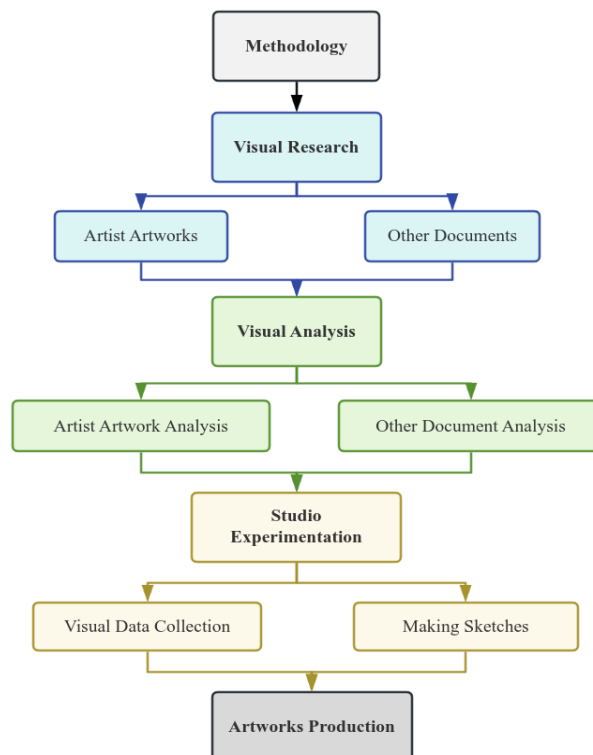 Methodology
Visual Research
Artist Artworks
Other Documents
Visual Analysis
Artist Artwork Analysis
Other Document Analysis
Studio
Experimentation
Visual Data Collection
Making Sketches
Artworks Production